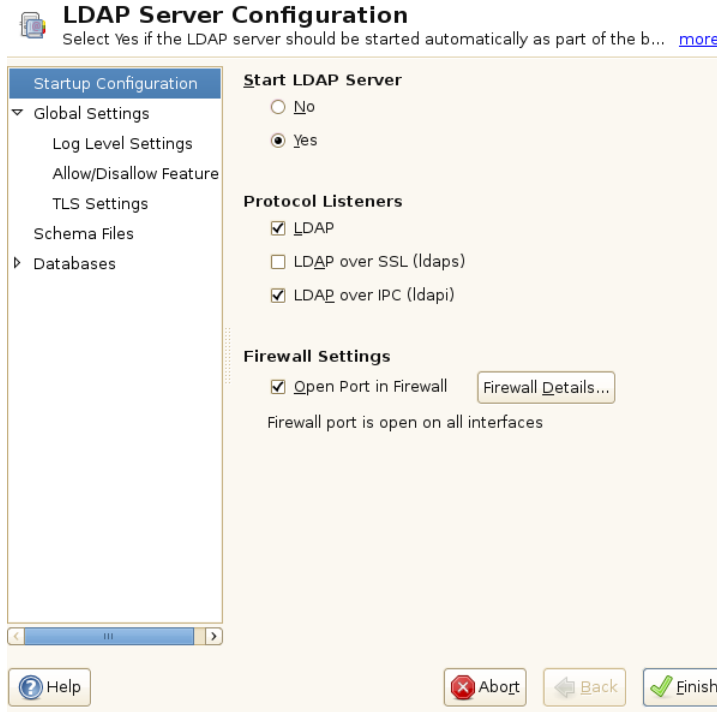 LDAP Server Configuration
Select Yes if the LDAP server should be started automatically as part of the b... more
Startup Configuration
Global Settings
Log Level Settings
Allow/Disallow Feature
TLS Settings
Schema Files
Databases
Start LDAP Server
No
Yes
Protocol Listeners
LDAP
LDAP over SSL (ldaps)
LDAP over IPC (ldapi)
Firewall Settings
Open Port in Firewall
Firewall Details...
Firewall port is open on all interfaces
Help
Abort
Back
Finish